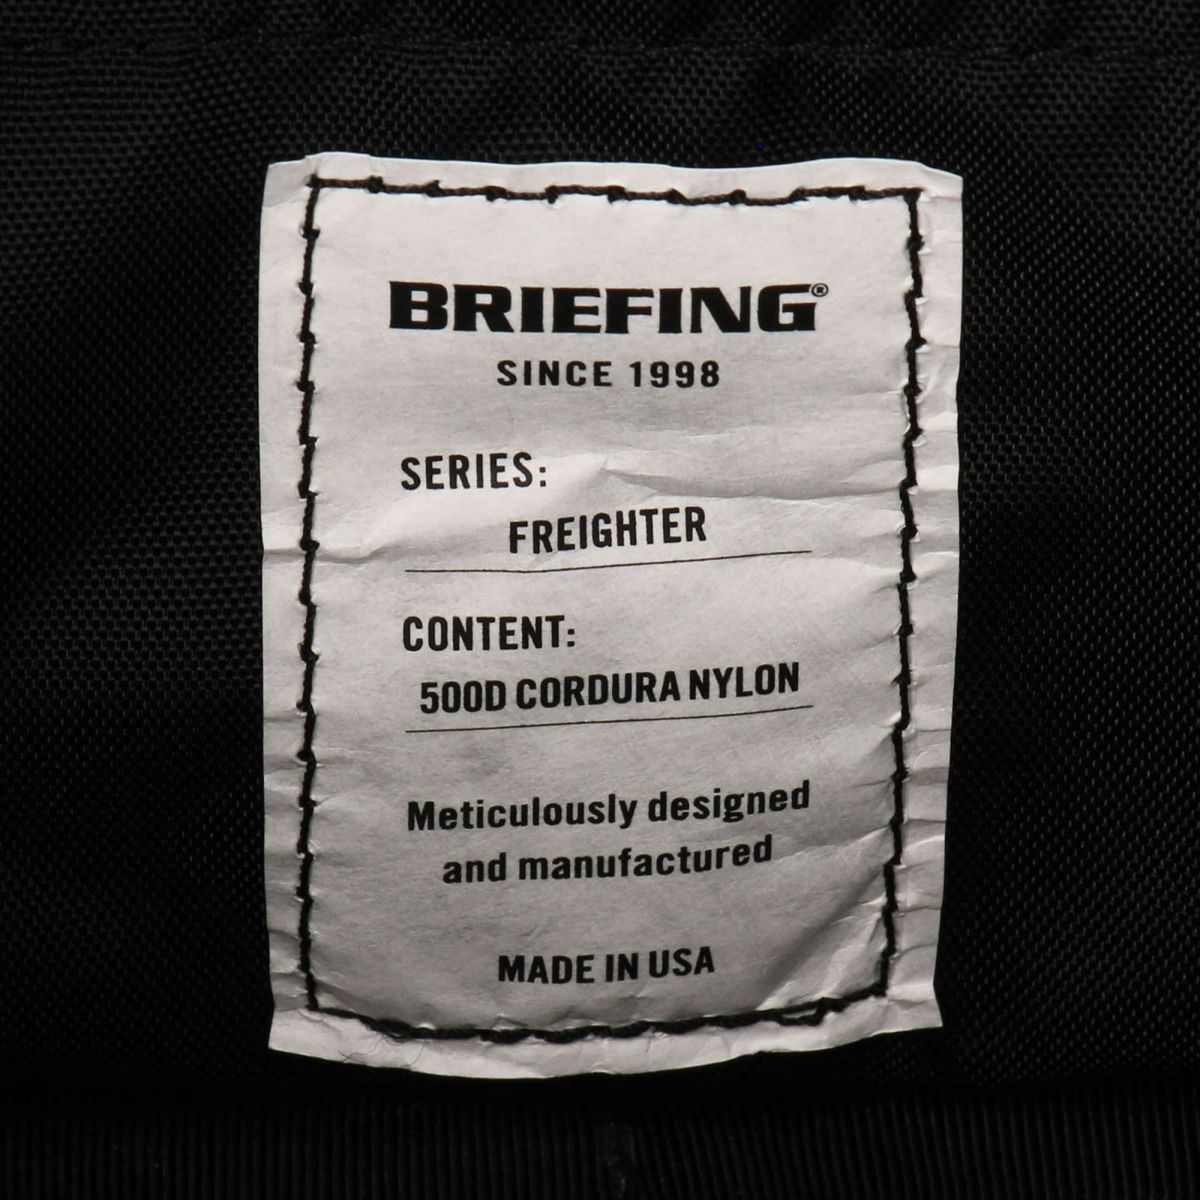 BRIEFING®
SINCE 1998
SERIES:
FREIGHTER
CONTENT:
500D CORDURA NYLON
Meticulously designed
and manufactured
MADE IN USA